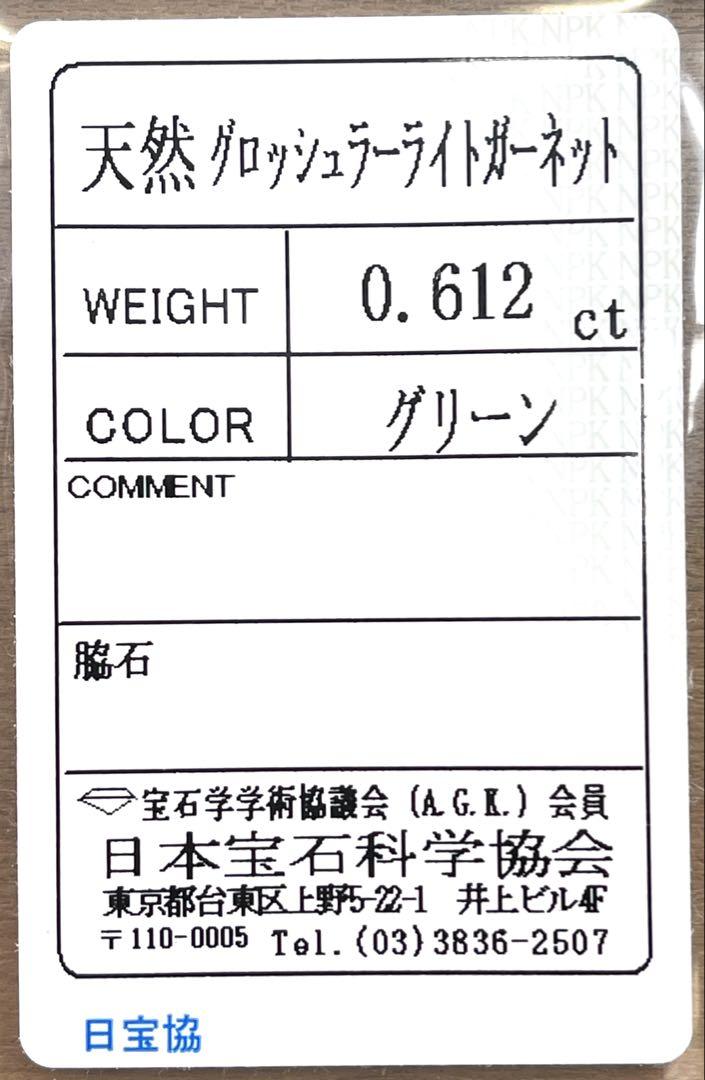 天然グロッシュラーライトガーネット
WEIGHT 0.612 ct
COLOR グリーン
COMMENT
脇石
宝石学学術協議会(A.G.K.)会員
日本宝石科学協会
東京都台東区上野5-22-1 井上ビル4F
〒110-0005 Tel.(03)3836-2507
日宝協